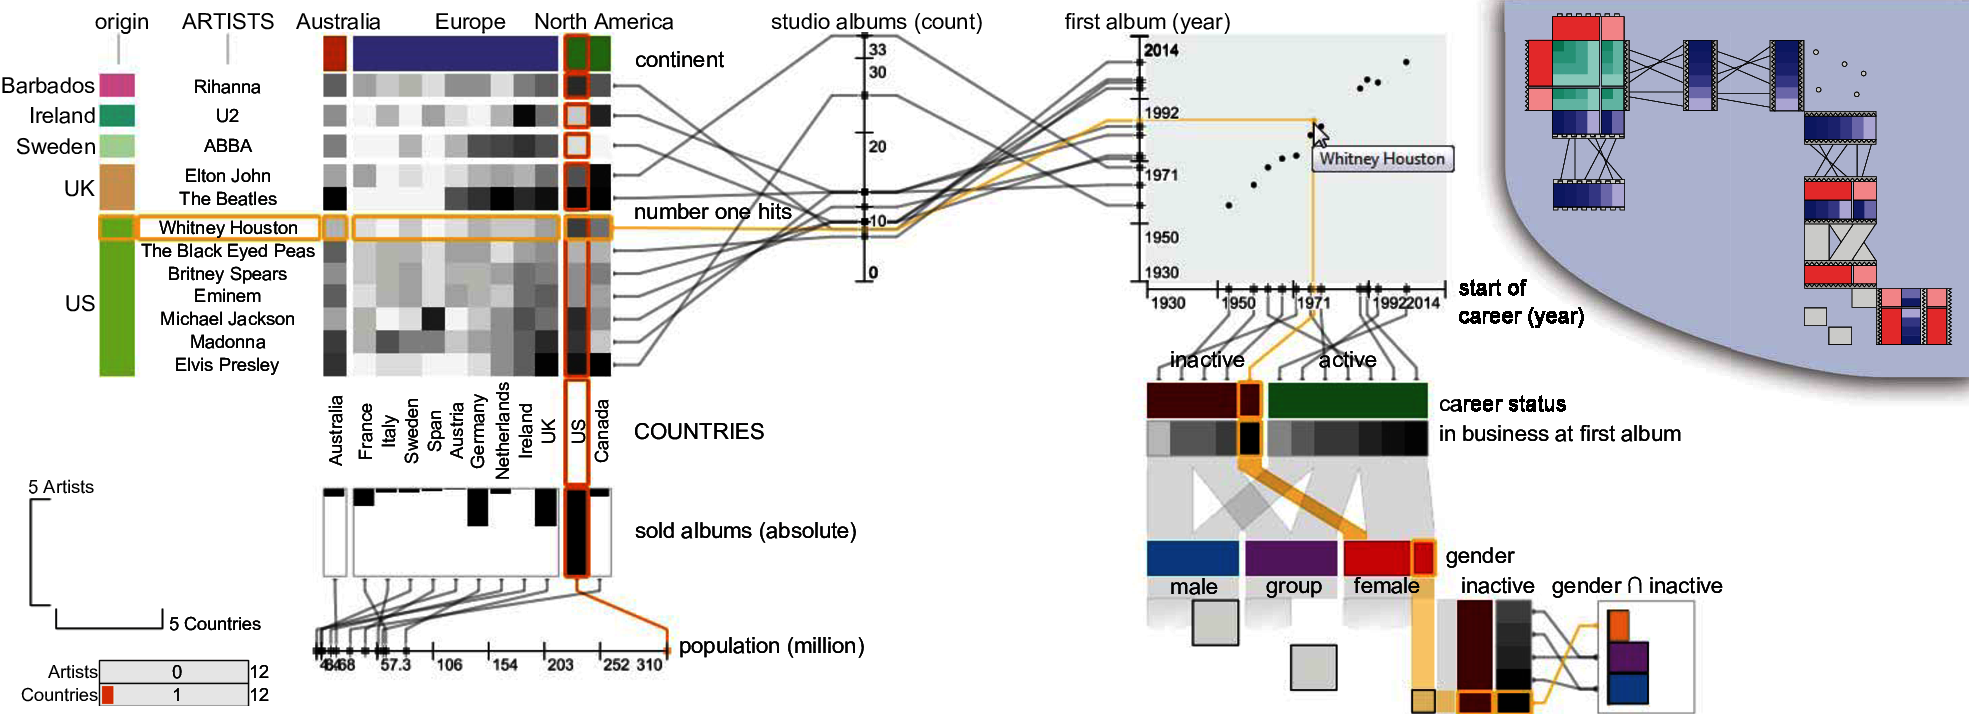 origin ARTISTS Australia Europe North America studio albums (count) first album (year)
continent
Barbados Rihanna
Ireland U2
Sweden ABBA
UK Elton John
The Beatles
number one hits
Whitney Houston
The Black Eyed Peas
US Britney Spears
Eminem
Michael Jackson
Madonna
Elvis Presley
33
30
20
10
0
2014
1992
1971
1950
1930
Whitney Houston
1930 1950 1971 1992 2014
start of
career (year)
inactive active
career status
in business at first album
Australia France Italy Sweden Span Austria Germany Netherlands Ireland UK US Canada
COUNTRIES
sold albums (absolute)
5 Artists
5 Countries
57.3 106 154 203 252 310
population (million)
gender
male group female inactive gender ∩ inactive
Artists 0 12
Countries 1 12